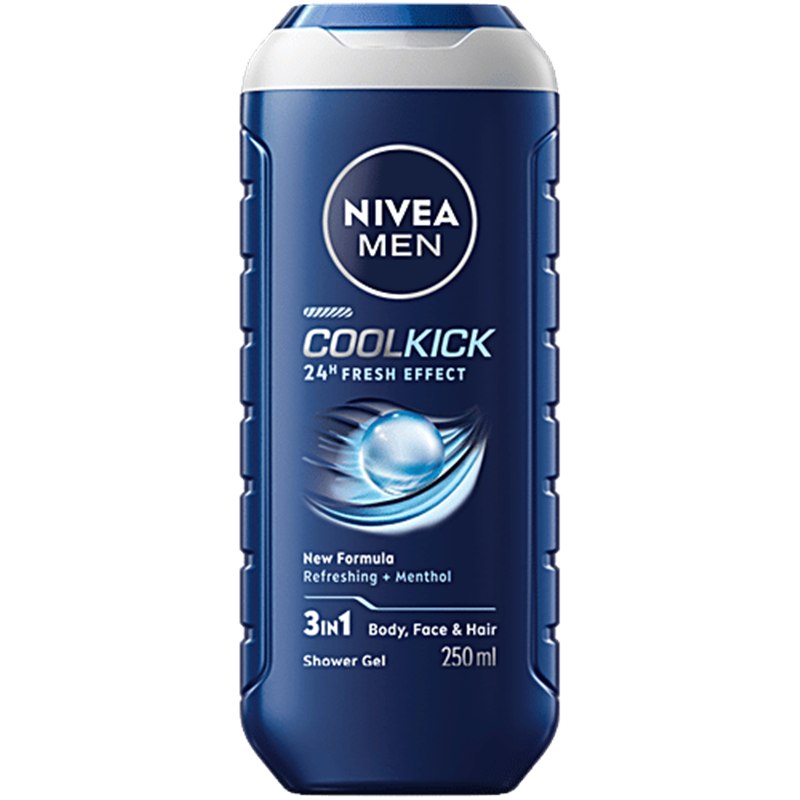 NIVEA
MEN
COOLKICK
24H FRESH EFFECT
New Formula
Refreshing + Menthol
3IN1 Body, Face & Hair
Shower Gel 250 ml